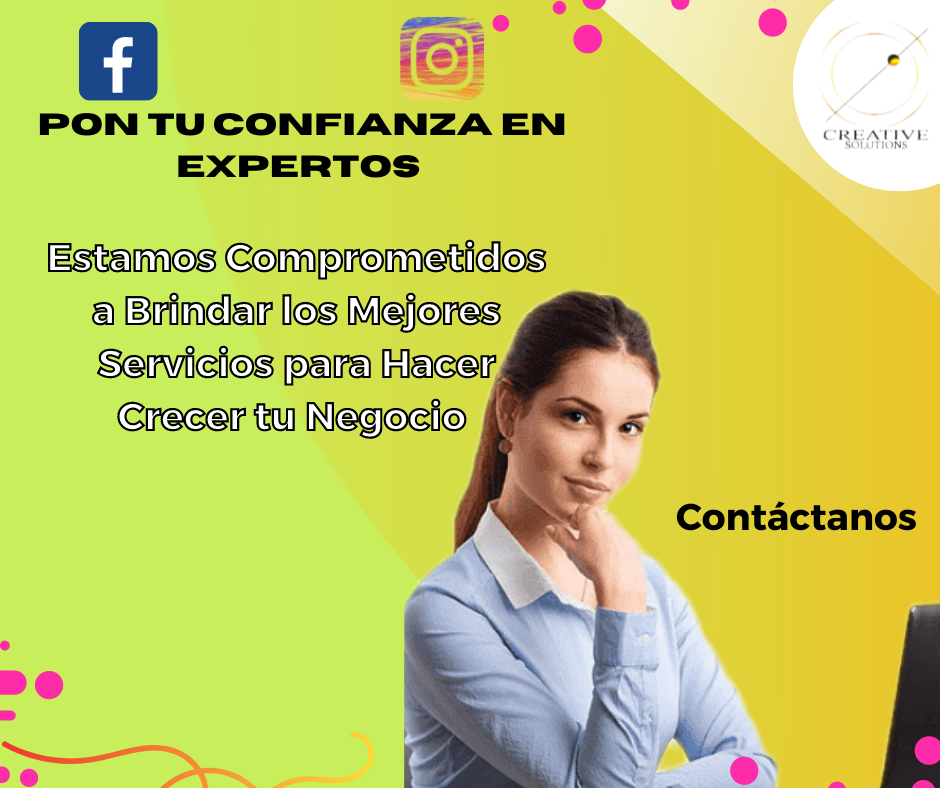 PON TU CONFIANZA EN
EXPERTOS
CREATIVE
SOLUTIONS
Estamos Comprometidos
a Brindar los Mejores
Servicios para Hacer
Crecer tu Negocio
Contáctanos